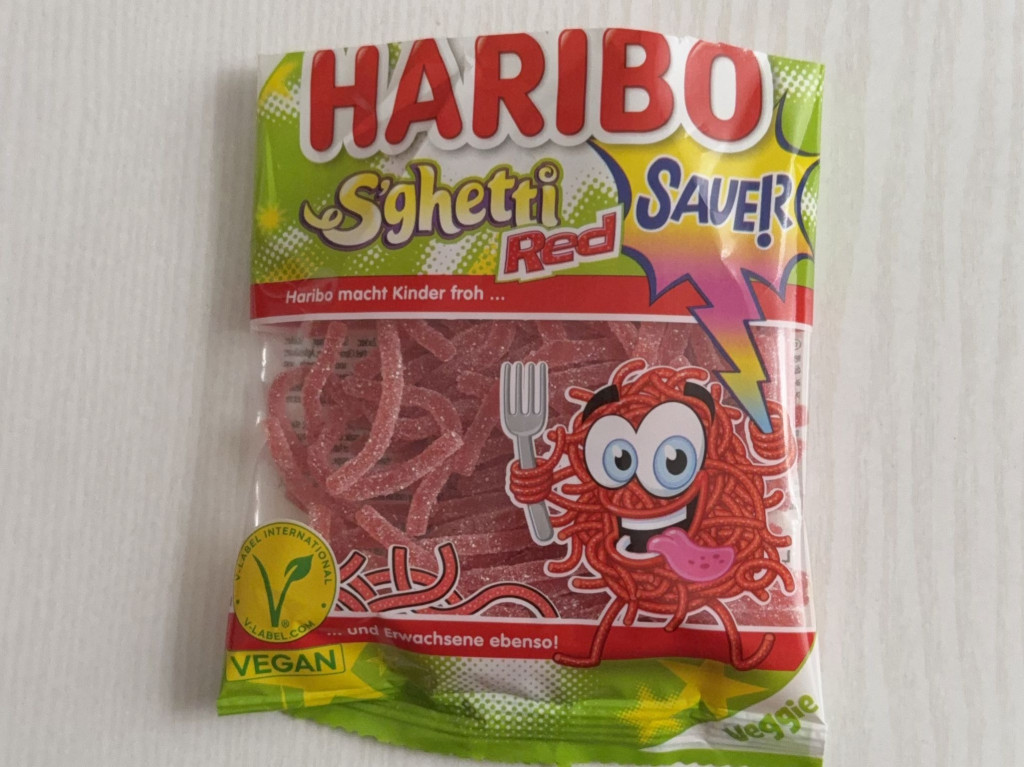 HARIBO
S'ghetti
Red
SAUER!
Haribo macht Kinder froh ...
V-LABEL INTERNATIONAL
V-LABEL.COM
®
VEGAN
... und Erwachsene ebenso!
veggie